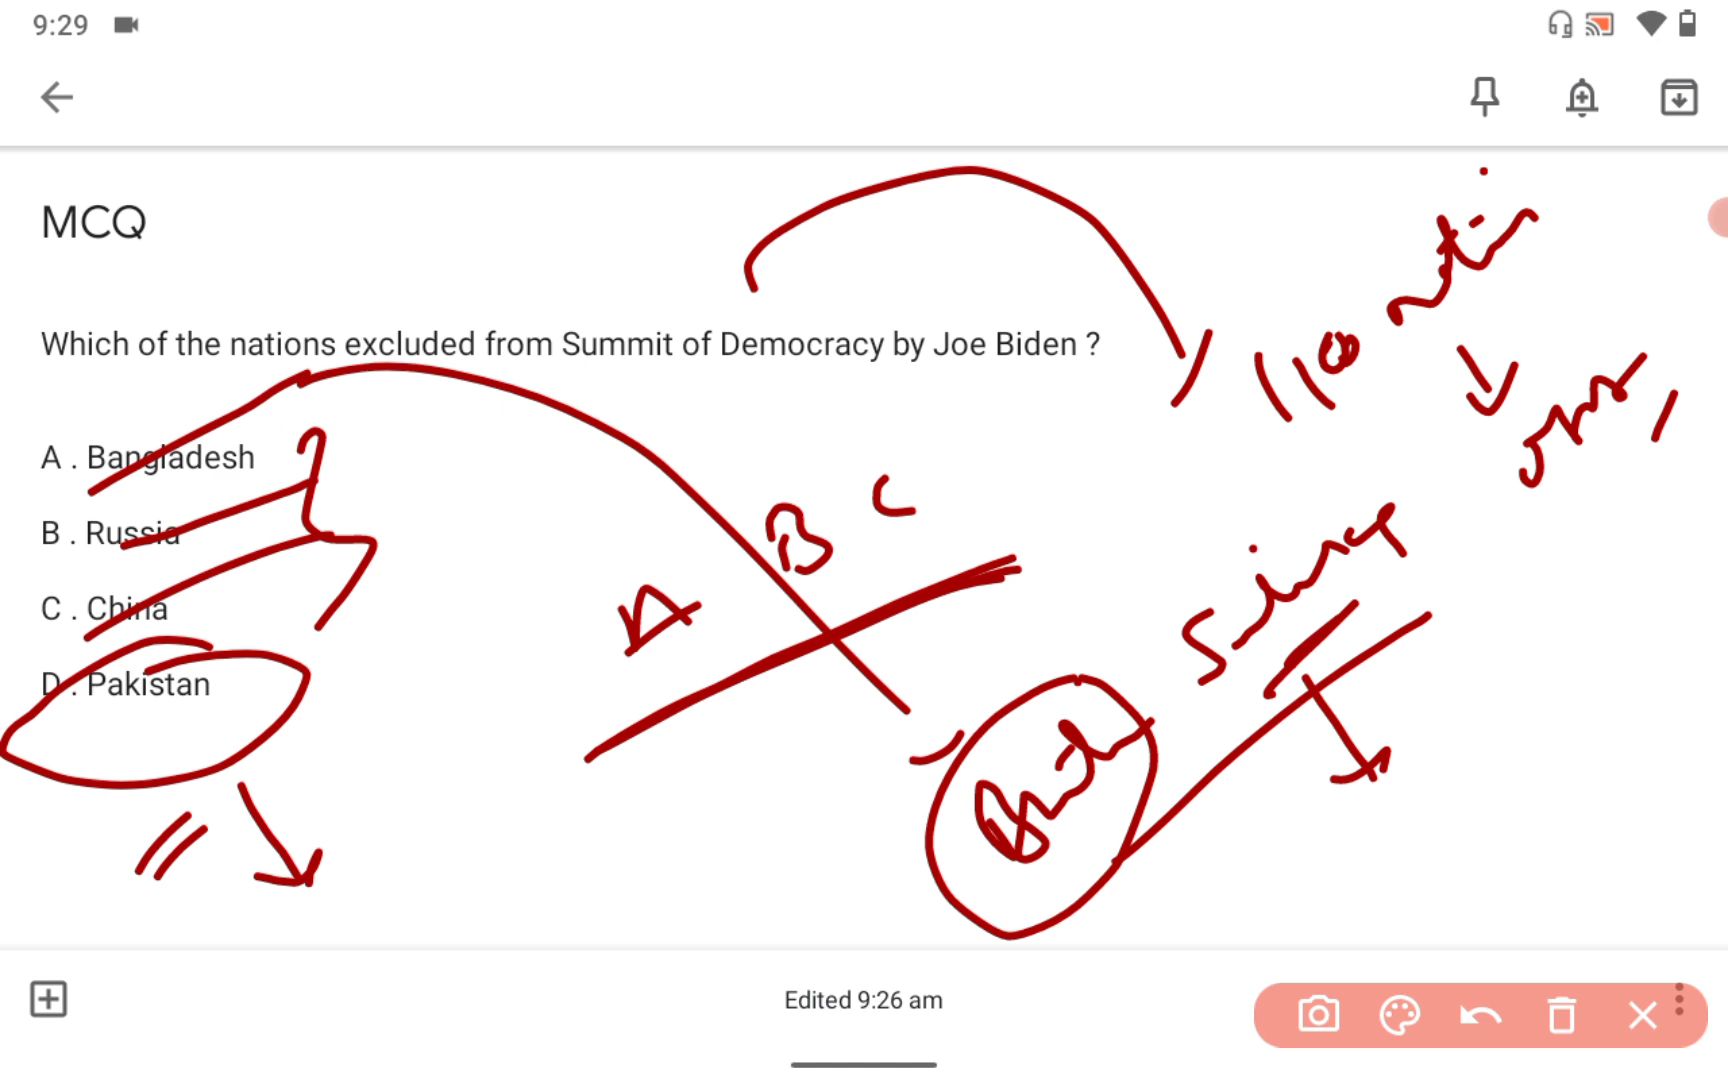 9:29
MCQ
Which of the nations excluded from Summit of Democracy by Joe Biden ?
A . Bangladesh
B . Russia
C . China
D . Pakistan
A B C
110
Edited 9:26 am